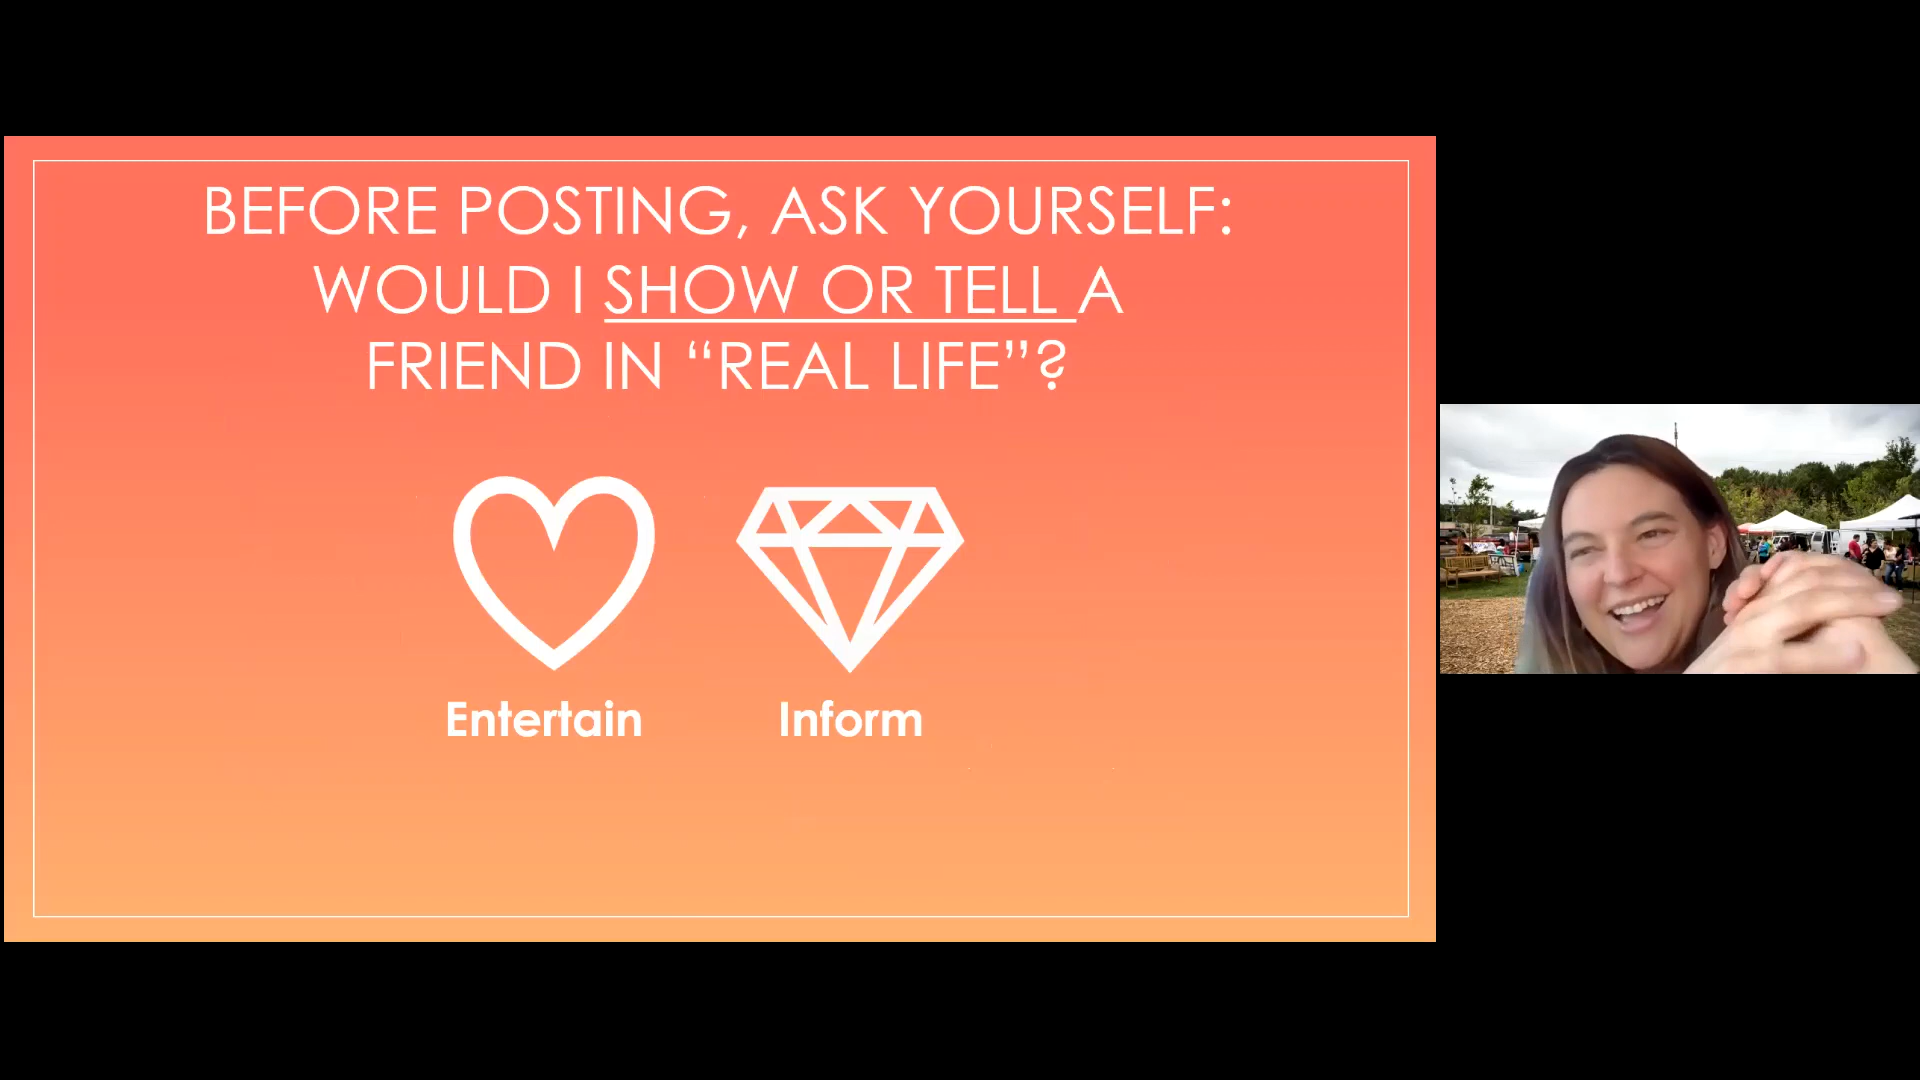 BEFORE POSTING, ASK YOURSELF:
WOULD I SHOW OR TELL A
FRIEND IN “REAL LIFE”?
Entertain
Inform